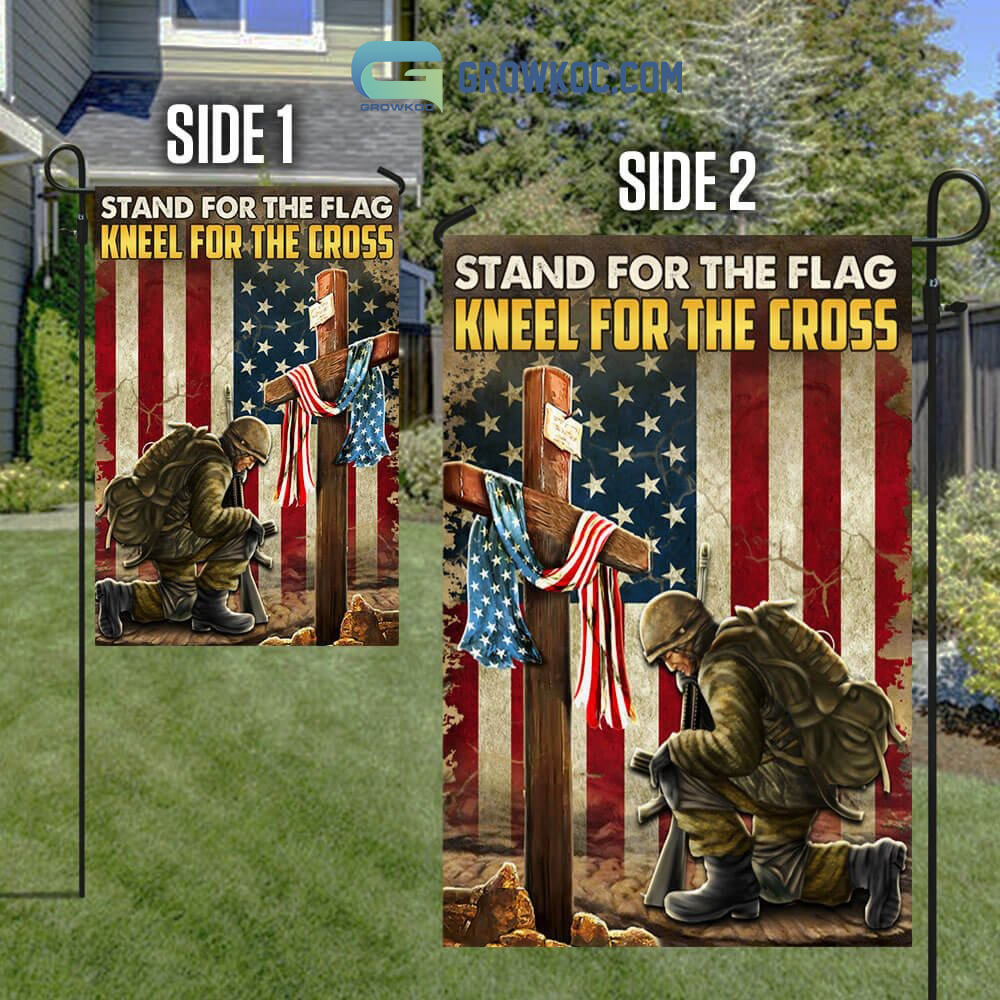 GROWKOC.COM
GROWKOC
SIDE 1
SIDE 2
STAND FOR THE FLAG
KNEEL FOR THE CROSS
STAND FOR THE FLAG
KNEEL FOR THE CROSS